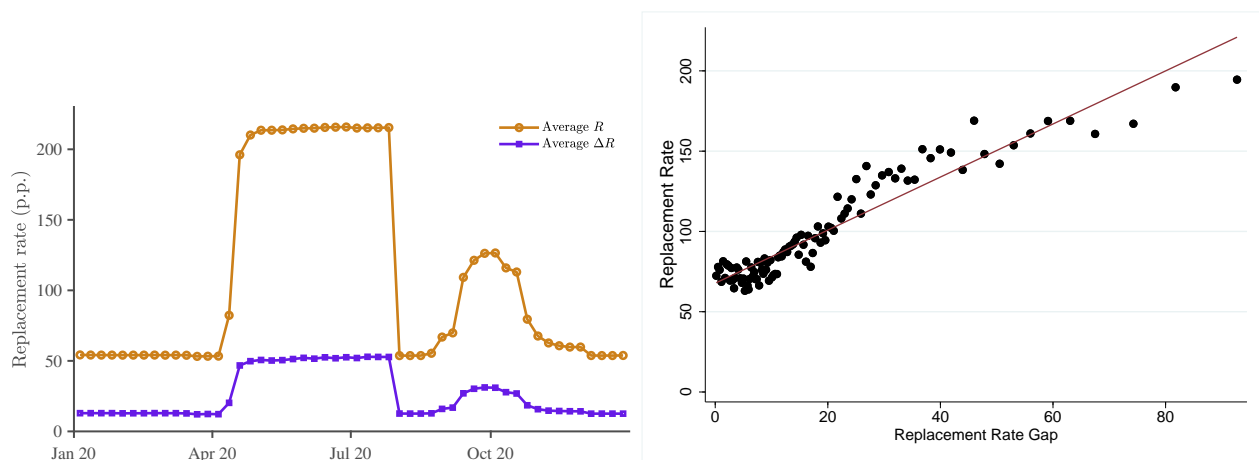 Replacement rate (p.p.)
200
150
100
50
0
Jan 20
Apr 20
Jul 20
Oct 20
Average R
Average ΔR
Replacement Rate
200
150
100
50
0
0
20
40
60
80
Replacement Rate Gap